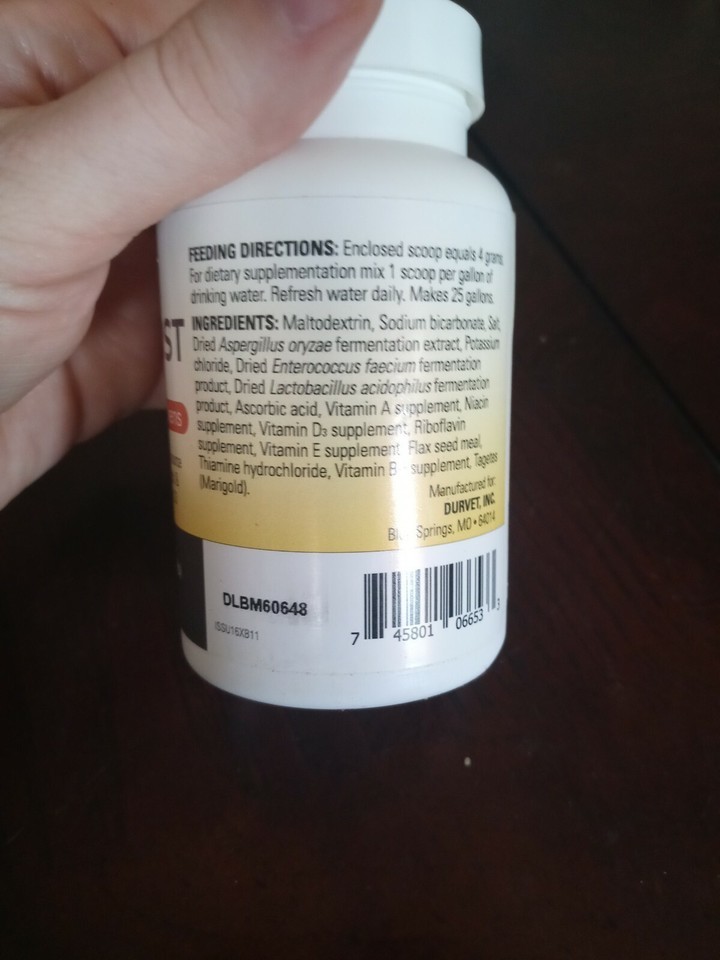 FEEDING DIRECTIONS: Enclosed scoop equals 4 grams.
For dietary supplementation mix 1 scoop per gallon of
drinking water. Refresh water daily. Makes 25 gallons.
INGREDIENTS: Maltodextrin, Sodium bicarbonate, Salt,
Dried Aspergillus oryzae fermentation extract, Potassium
chloride, Dried Enterococcus faecium fermentation
product, Dried Lactobacillus acidophilus fermentation
product, Ascorbic acid, Vitamin A supplement, Niacin
supplement, Vitamin D3 supplement, Riboflavin
supplement, Vitamin E supplement, Flax seed meal,
Thiamine hydrochloride, Vitamin B supplement, Tagetes
(Marigold).
Manufactured for:
DURVET, INC.
Springs, MO • 64014
ST
ens
DLBM60648
ISSU16XB11
7 45801 06653 3